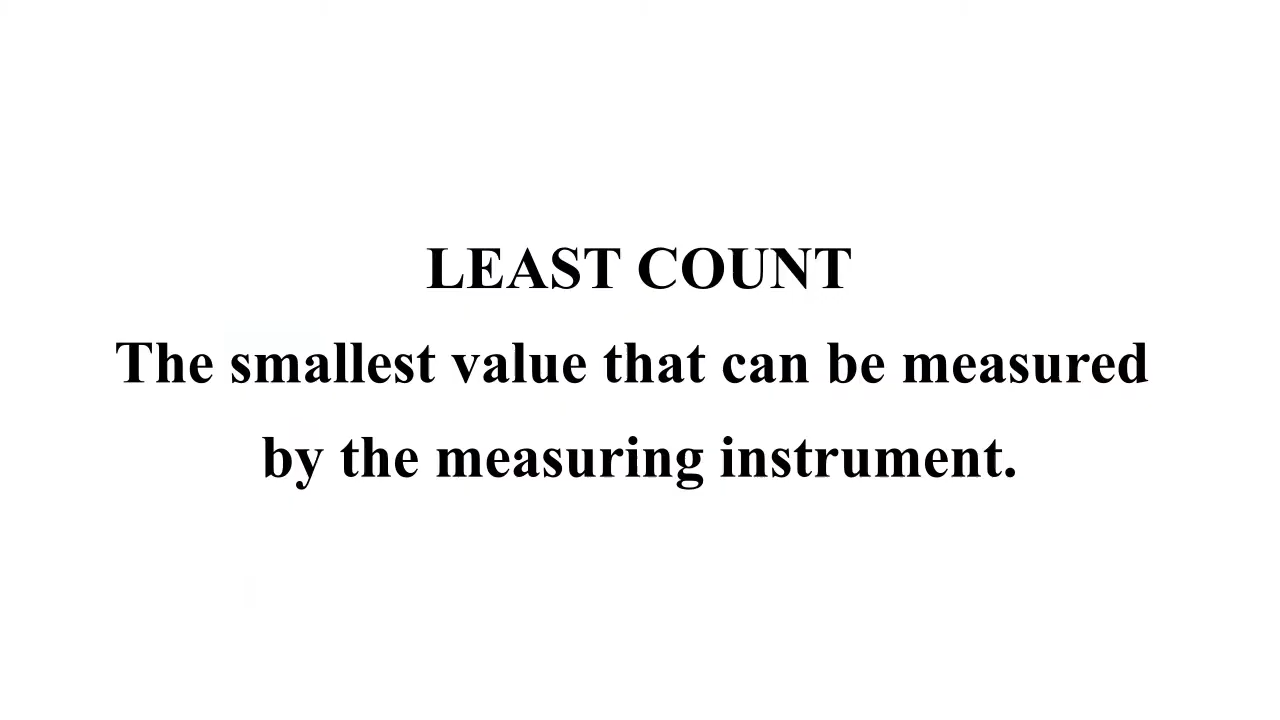 LEAST COUNT
The smallest value that can be measured
by the measuring instrument.